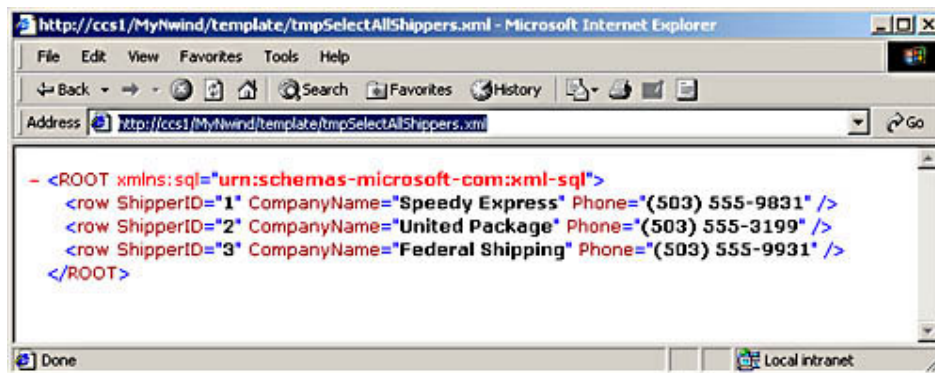 http://ccs1/MyNwind/template/tmpSelectAllShippers.xml - Microsoft Internet Explorer
File Edit View Favorites Tools Help
Back Search Favorites History
Address http://ccs1/MyNwind/template/tmpSelectAllShippers.xml Go
- <ROOT xmlns:sql="urn:schemas-microsoft-com:xml-sql">
<row ShipperID="1" CompanyName="Speedy Express" Phone="(503) 555-9831" />
<row ShipperID="2" CompanyName="United Package" Phone="(503) 555-3199" />
<row ShipperID="3" CompanyName="Federal Shipping" Phone="(503) 555-9931" />
</ROOT>
Done Local intranet